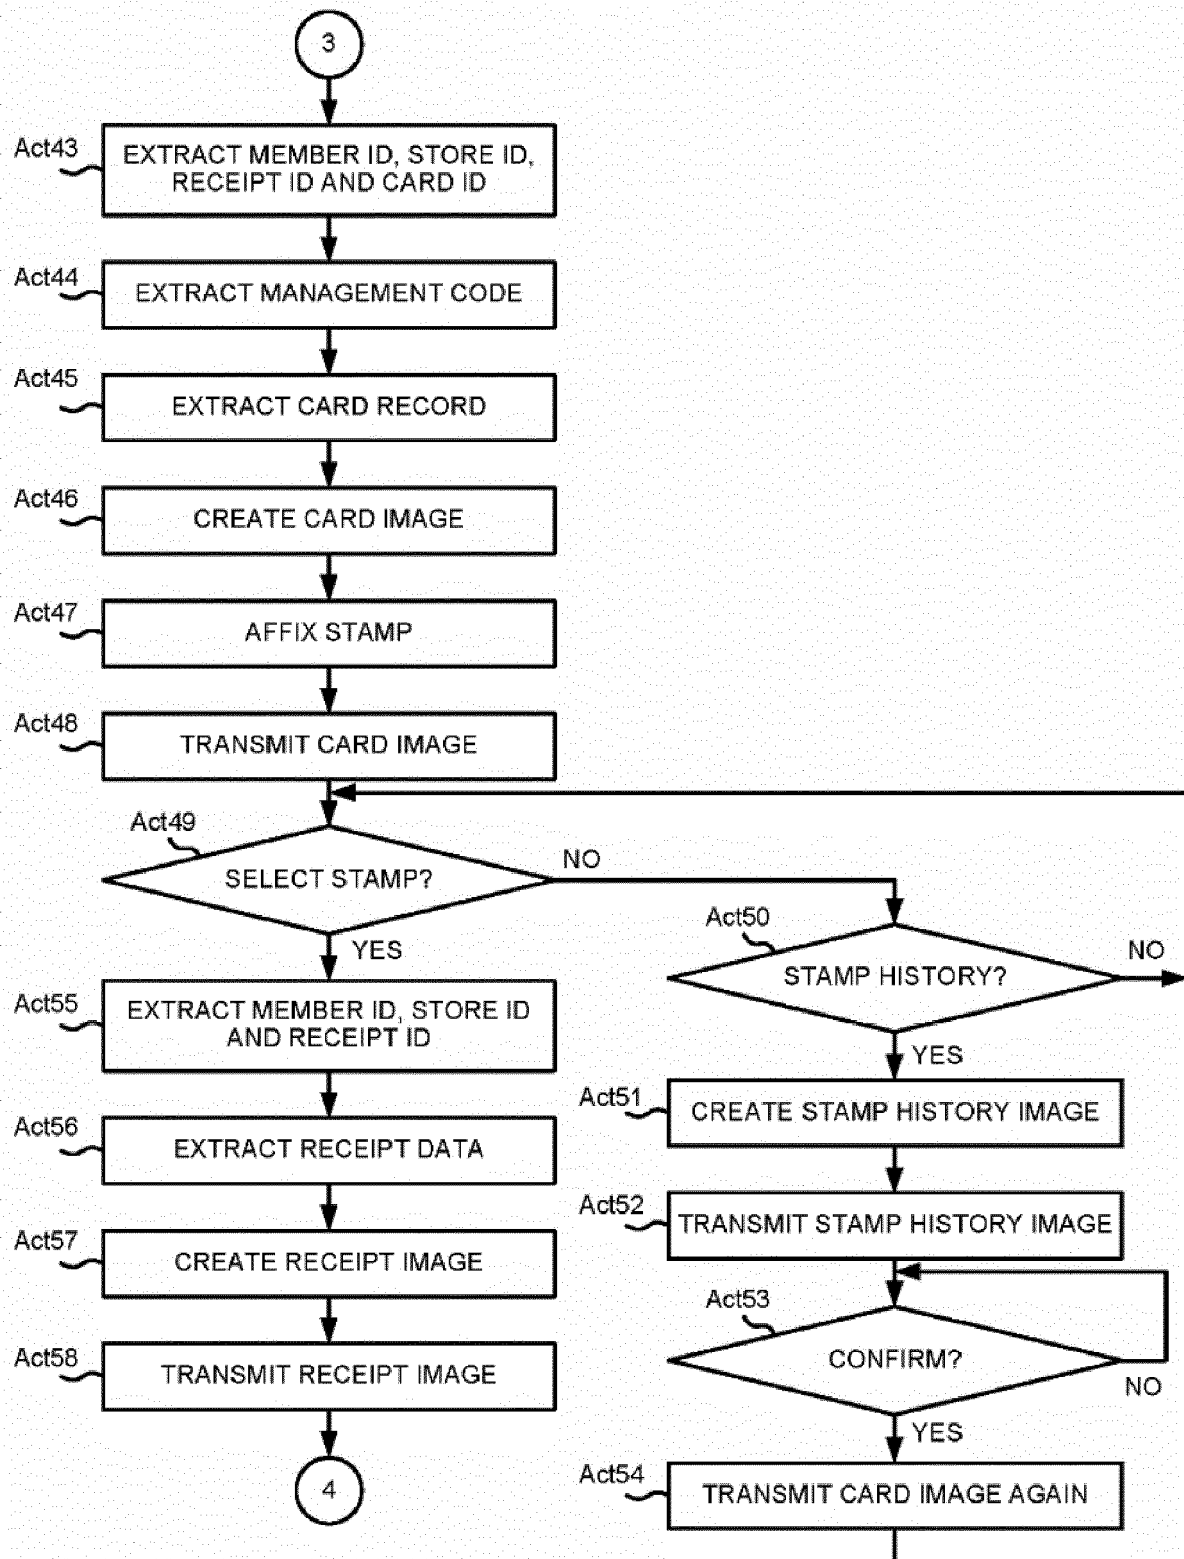 3
Act43
EXTRACT MEMBER ID, STORE ID,
RECEIPT ID AND CARD ID
Act44
EXTRACT MANAGEMENT CODE
Act45
EXTRACT CARD RECORD
Act46
CREATE CARD IMAGE
Act47
AFFIX STAMP
Act48
TRANSMIT CARD IMAGE
Act49
SELECT STAMP?
NO
YES
Act50
STAMP HISTORY?
NO
YES
Act51
CREATE STAMP HISTORY IMAGE
Act52
TRANSMIT STAMP HISTORY IMAGE
Act53
CONFIRM?
NO
YES
Act54
TRANSMIT CARD IMAGE AGAIN
Act55
EXTRACT MEMBER ID, STORE ID
AND RECEIPT ID
Act56
EXTRACT RECEIPT DATA
Act57
CREATE RECEIPT IMAGE
Act58
TRANSMIT RECEIPT IMAGE
4